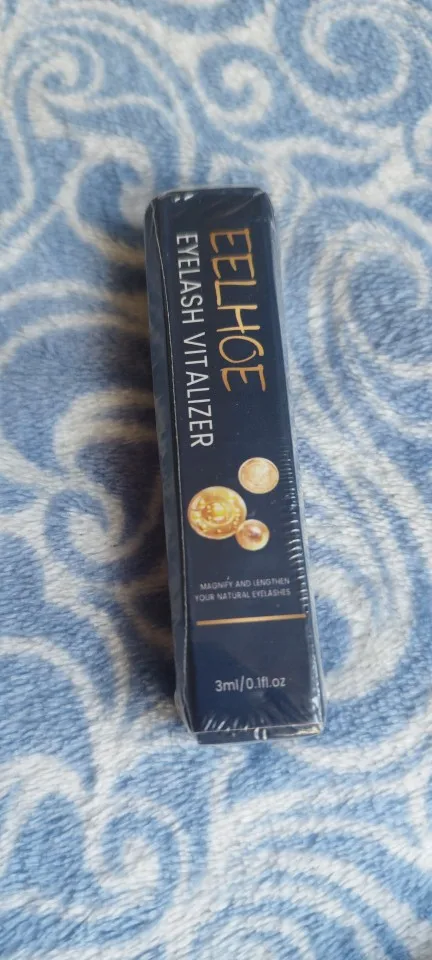 EELHOE
EYELASH VITALIZER
MAGNIFY AND LENGTHEN
YOUR NATURAL EYELASHES
3ml/0.1fl.oz